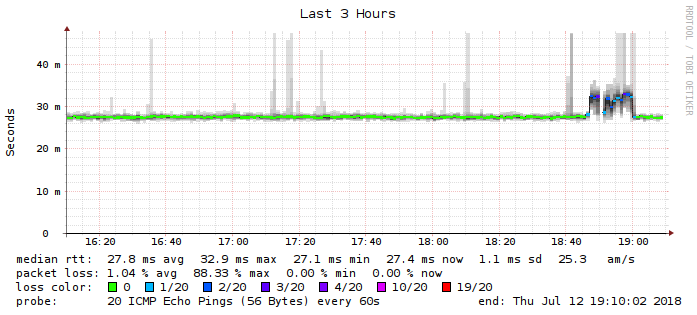 Last 3 Hours
RRDTOOL / TOBI OETIKER
Seconds
40 m
30 m
20 m
10 m
0
16:20 16:40 17:00 17:20 17:40 18:00 18:20 18:40 19:00
median rtt: 27.8 ms avg 32.9 ms max 27.1 ms min 27.4 ms now 1.1 ms sd 25.3 am/s
packet loss: 1.04 % avg 88.33 % max 0.00 % min 0.00 % now
loss color: 0 1/20 2/20 3/20 4/20 10/20 19/20
probe: 20 ICMP Echo Pings (56 Bytes) every 60s end: Thu Jul 12 19:10:02 2018